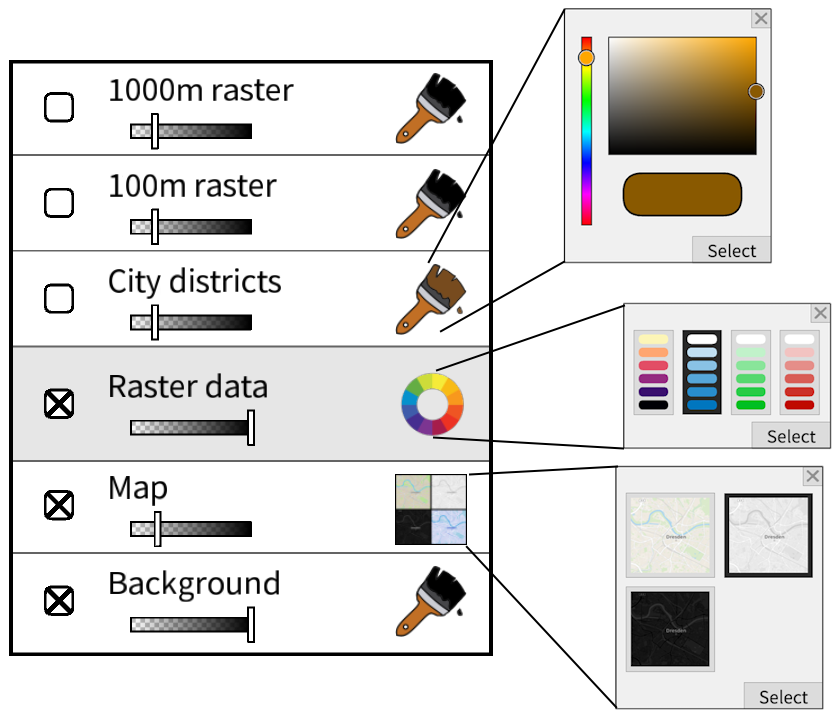 1000m raster
100m raster
City districts
Raster data
Map
Background
Select
Select
Dresden
Dresden
Dresden
Select